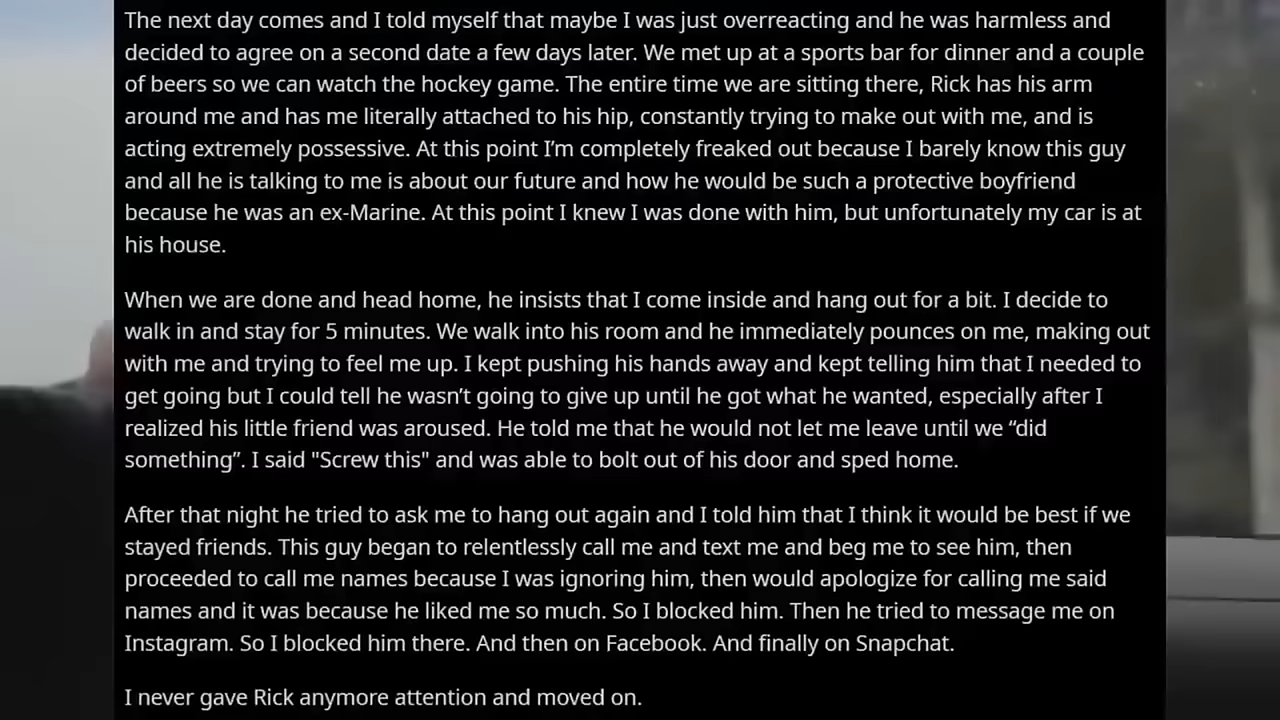 The next day comes and I told myself that maybe I was just overreacting and he was harmless and
decided to agree on a second date a few days later. We met up at a sports bar for dinner and a couple
of beers so we can watch the hockey game. The entire time we are sitting there, Rick has his arm
around me and has me literally attached to his hip, constantly trying to make out with me, and is
acting extremely possessive. At this point I’m completely freaked out because I barely know this guy
and all he is talking to me is about our future and how he would be such a protective boyfriend
because he was an ex-Marine. At this point I knew I was done with him, but unfortunately my car is at
his house.
When we are done and head home, he insists that I come inside and hang out for a bit. I decide to
walk in and stay for 5 minutes. We walk into his room and he immediately pounces on me, making out
with me and trying to feel me up. I kept pushing his hands away and kept telling him that I needed to
get going but I could tell he wasn’t going to give up until he got what he wanted, especially after I
realized his little friend was aroused. He told me that he would not let me leave until we “did
something”. I said "Screw this" and was able to bolt out of his door and sped home.
After that night he tried to ask me to hang out again and I told him that I think it would be best if we
stayed friends. This guy began to relentlessly call me and text me and beg me to see him, then
proceeded to call me names because I was ignoring him, then would apologize for calling me said
names and it was because he liked me so much. So I blocked him. Then he tried to message me on
Instagram. So I blocked him there. And then on Facebook. And finally on Snapchat.
I never gave Rick anymore attention and moved on.